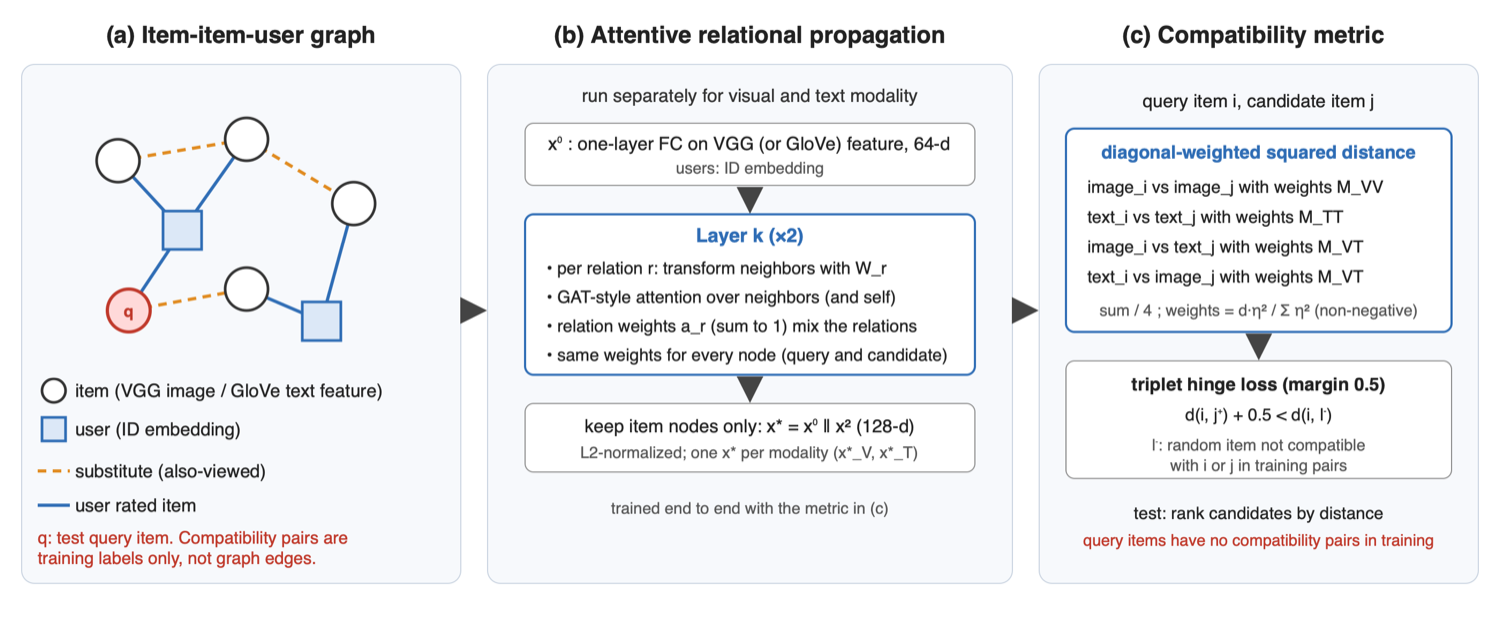 (a) Item-item-user graph
q
item (VGG image / GloVe text feature)
user (ID embedding)
substitute (also-viewed)
user rated item
q: test query item. Compatibility pairs are
training labels only, not graph edges.
(b) Attentive relational propagation
run separately for visual and text modality
x⁰ : one-layer FC on VGG (or GloVe) feature, 64-d
users: ID embedding
Layer k (×2)
• per relation r: transform neighbors with W_r
• GAT-style attention over neighbors (and self)
• relation weights a_r (sum to 1) mix the relations
• same weights for every node (query and candidate)
keep item nodes only: x* = x⁰ ǁ x² (128-d)
L2-normalized; one x* per modality (x*_V, x*_T)
trained end to end with the metric in (c)
(c) Compatibility metric
query item i, candidate item j
diagonal-weighted squared distance
image_i vs image_j with weights M_VV
text_i vs text_j with weights M_TT
image_i vs text_j with weights M_VT
text_i vs image_j with weights M_VT
sum / 4 ; weights = d·η² / Σ η² (non-negative)
triplet hinge loss (margin 0.5)
d(i, j⁺) + 0.5 < d(i, l⁻)
l⁻: random item not compatible
with i or j in training pairs
test: rank candidates by distance
query items have no compatibility pairs in training